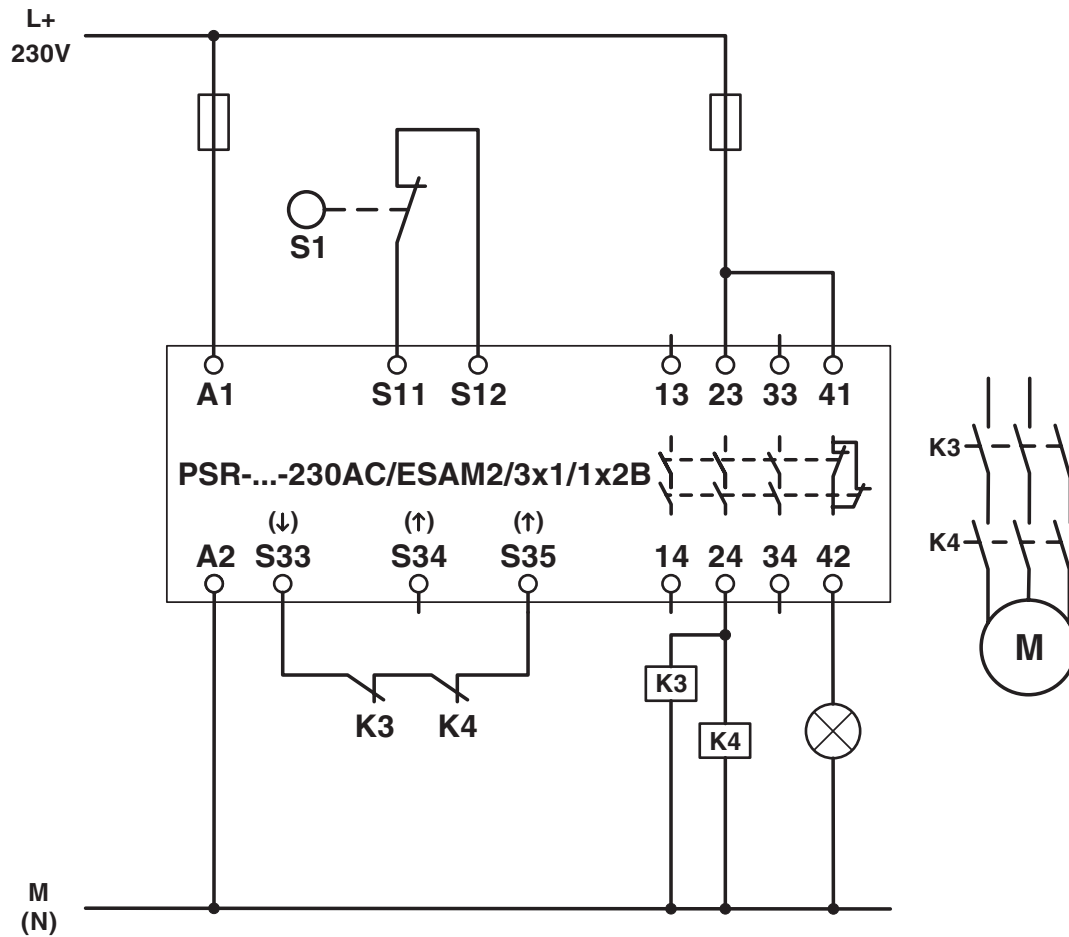 L+
230V
S1
A1 S11 S12 13 23 33 41
PSR-...-230AC/ESAM2/3x1/1x2B
K3
(↓) (↑) (↑)
A2 S33 S34 S35 14 24 34 42
K4
M
K3
K3 K4
K4
M
(N)